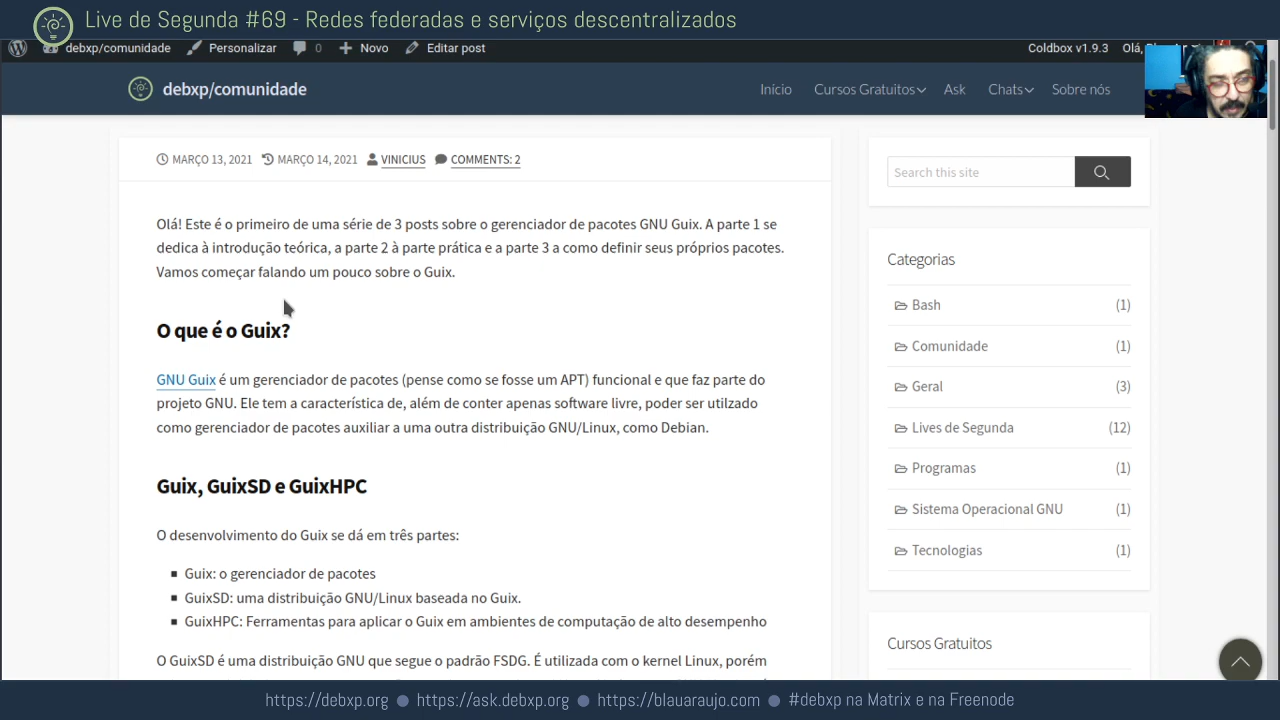 Live de Segunda #69 - Redes federadas e serviços descentralizados
debxp/comunidade Personalizar 0 Novo Editar post Coldbox v1.9.3
debxp/comunidade Início Cursos Gratuitos Ask Chats Sobre nós
MARÇO 13, 2021 MARÇO 14, 2021 VINICIUS COMMENTS: 2
Olá! Este é o primeiro de uma série de 3 posts sobre o gerenciador de pacotes GNU Guix. A parte 1 se
dedica à introdução teórica, a parte 2 à parte prática e a parte 3 a como definir seus próprios pacotes.
Vamos começar falando um pouco sobre o Guix.
O que é o Guix?
GNU Guix é um gerenciador de pacotes (pense como se fosse um APT) funcional e que faz parte do
projeto GNU. Ele tem a característica de, além de conter apenas software livre, poder ser utilzado
como gerenciador de pacotes auxiliar a uma outra distribuição GNU/Linux, como Debian.
Guix, GuixSD e GuixHPC
O desenvolvimento do Guix se dá em três partes:
Guix: o gerenciador de pacotes
GuixSD: uma distribuição GNU/Linux baseada no Guix.
GuixHPC: Ferramentas para aplicar o Guix em ambientes de computação de alto desempenho
O GuixSD é uma distribuição GNU que segue o padrão FSDG. É utilizada com o kernel Linux, porém
Search this site
Categorias
Bash (1)
Comunidade (1)
Geral (3)
Lives de Segunda (12)
Programas (1)
Sistema Operacional GNU (1)
Tecnologias (1)
Cursos Gratuitos
https://debxp.org https://ask.debxp.org https://blauaraujo.com #debxp na Matrix e na Freenode